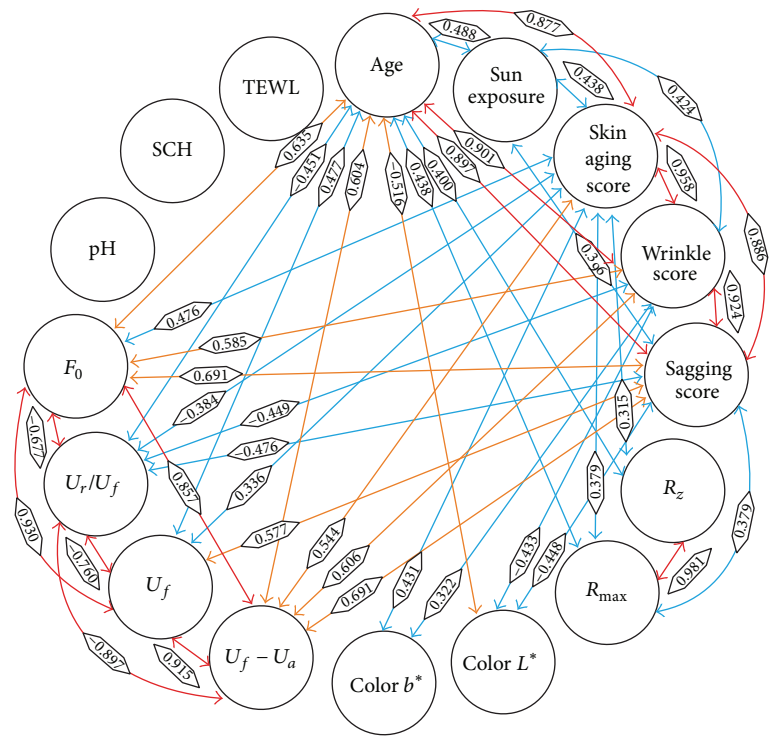 0.877
0.488
Age
Sun
exposure
0.438
0.424
TEWL
Skin
aging
score
SCH
0.635
−0.451
0.477
0.604
−0.516
0.438
0.400
0.897
0.901
0.958
pH
Wrinkle
score
0.886
0.396
0.476
0.924
F0
0.585
0.691
Sagging
score
−0.384
−0.449
0.315
−0.677
−0.476
Ur/Uf
0.857
0.336
0.379
Rz
0.379
0.930
−0.760
0.577
0.544
−0.433
−0.448
Uf
0.606
0.431
0.322
Rmax
0.981
−0.897
0.915
0.691
Uf − Ua
Color b*
Color L*